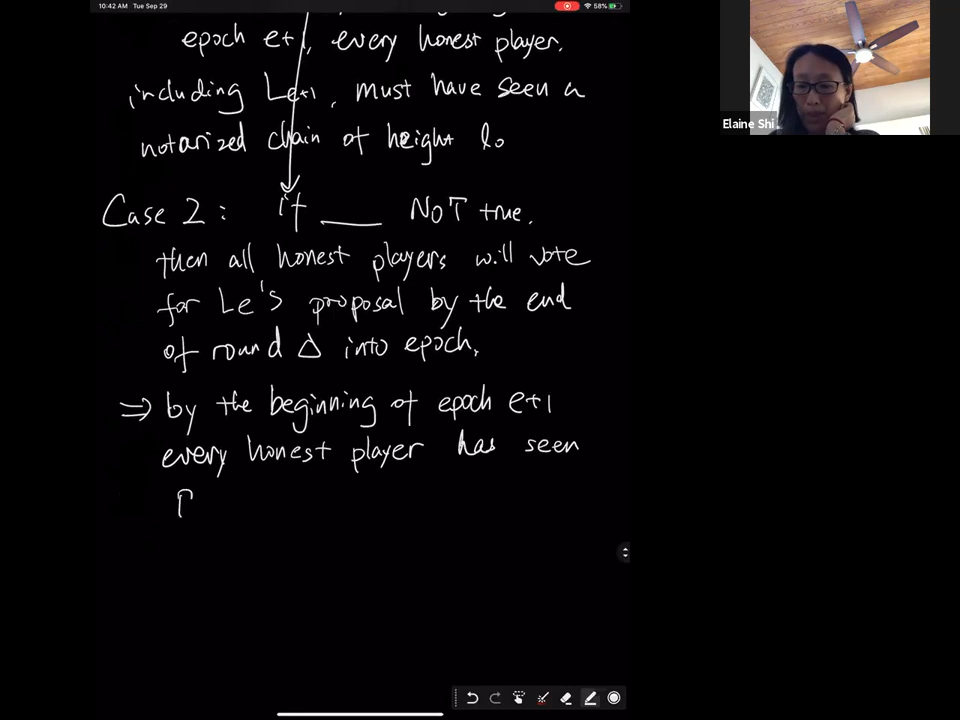 10:42 AM Tue Sep 29
58%
epoch e+1, every honest player,
including Le+1, must have seen a
notarized chain of height lo
Case 2: if ____ NOT true,
then all honest players will vote
for Le's proposal by the end
of round Δ into epoch,
⇒ by the beginning of epoch e+1
every honest player has seen
Elaine Shi